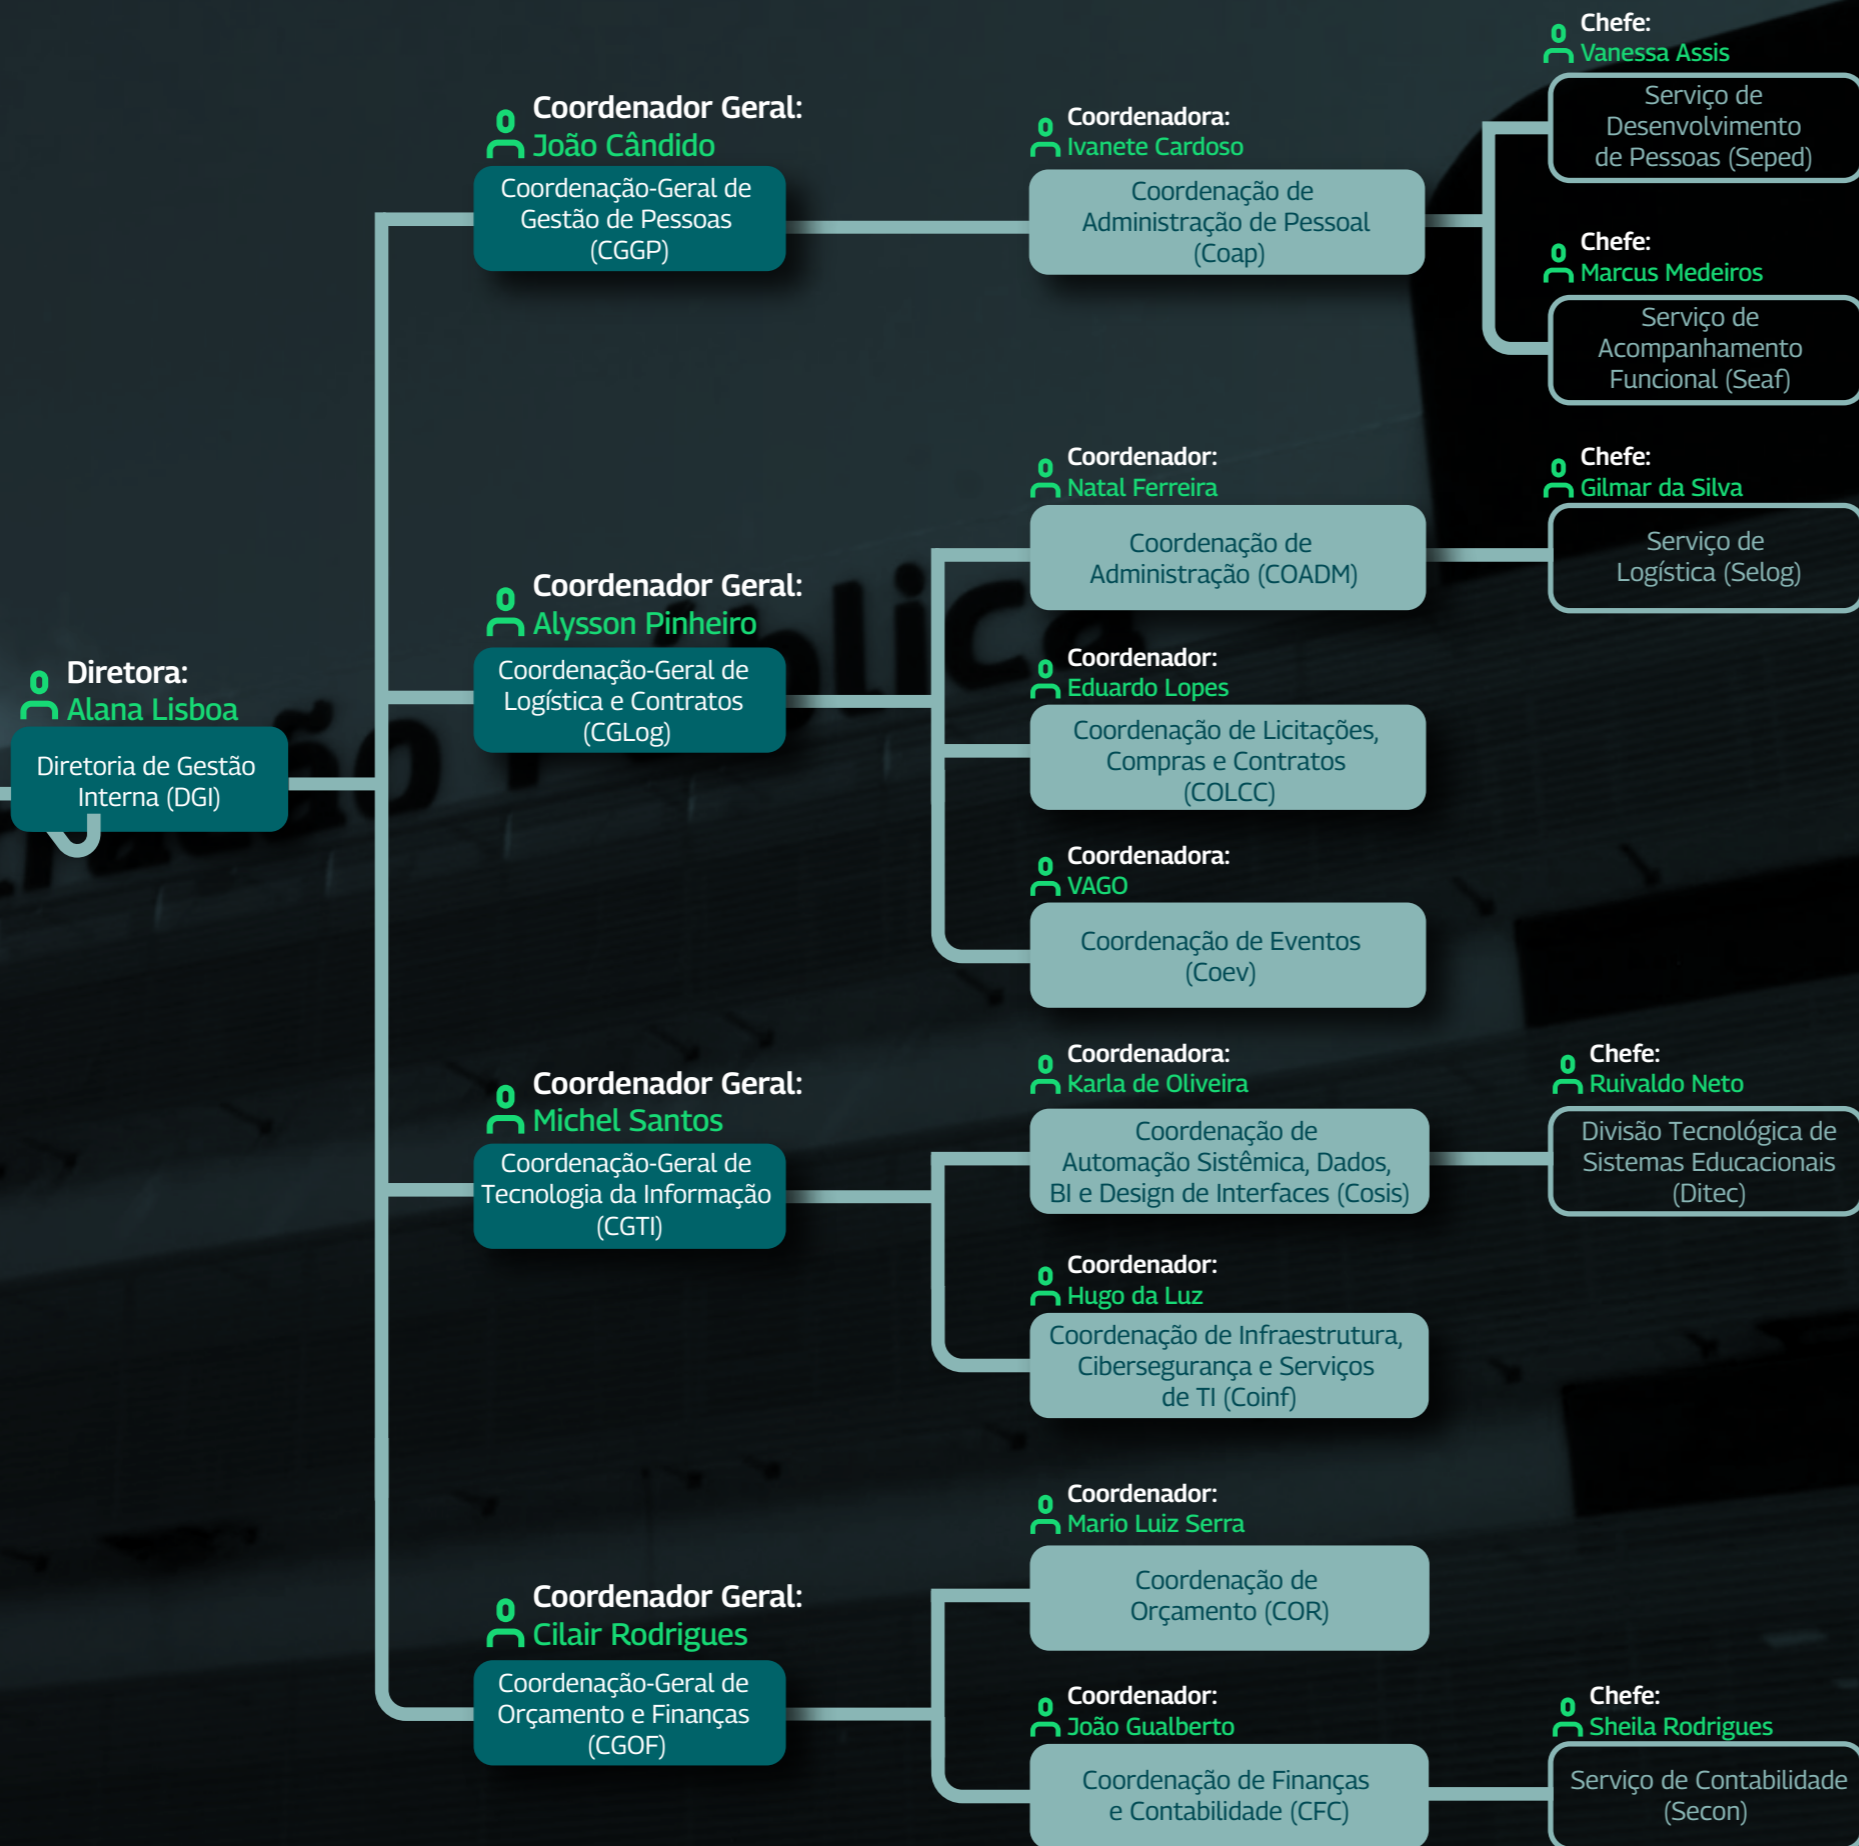 Diretora:
Alana Lisboa
Diretoria de Gestão
Interna (DGI)
Coordenador Geral:
João Cândido
Coordenação-Geral de
Gestão de Pessoas
(CGGP)
Coordenadora:
Ivanete Cardoso
Coordenação de
Administração de Pessoal
(Coap)
Chefe:
Vanessa Assis
Serviço de
Desenvolvimento
de Pessoas (Seped)
Chefe:
Marcus Medeiros
Serviço de
Acompanhamento
Funcional (Seaf)
Coordenador Geral:
Alysson Pinheiro
Coordenação-Geral de
Logística e Contratos
(CGLog)
Coordenador:
Natal Ferreira
Coordenação de
Administração (COADM)
Chefe:
Gilmar da Silva
Serviço de
Logística (Selog)
Coordenador:
Eduardo Lopes
Coordenação de Licitações,
Compras e Contratos
(COLCC)
Coordenadora:
VAGO
Coordenação de Eventos
(Coev)
Coordenador Geral:
Michel Santos
Coordenação-Geral de
Tecnologia da Informação
(CGTI)
Coordenadora:
Karla de Oliveira
Coordenação de
Automação Sistêmica, Dados,
BI e Design de Interfaces (Cosis)
Chefe:
Ruivaldo Neto
Divisão Tecnológica de
Sistemas Educacionais
(Ditec)
Coordenador:
Hugo da Luz
Coordenação de Infraestrutura,
Cibersegurança e Serviços
de TI (Coinf)
Coordenador Geral:
Cilair Rodrigues
Coordenação-Geral de
Orçamento e Finanças
(CGOF)
Coordenador:
Mario Luiz Serra
Coordenação de
Orçamento (COR)
Coordenador:
João Gualberto
Coordenação de Finanças
e Contabilidade (CFC)
Chefe:
Sheila Rodrigues
Serviço de Contabilidade
(Secon)